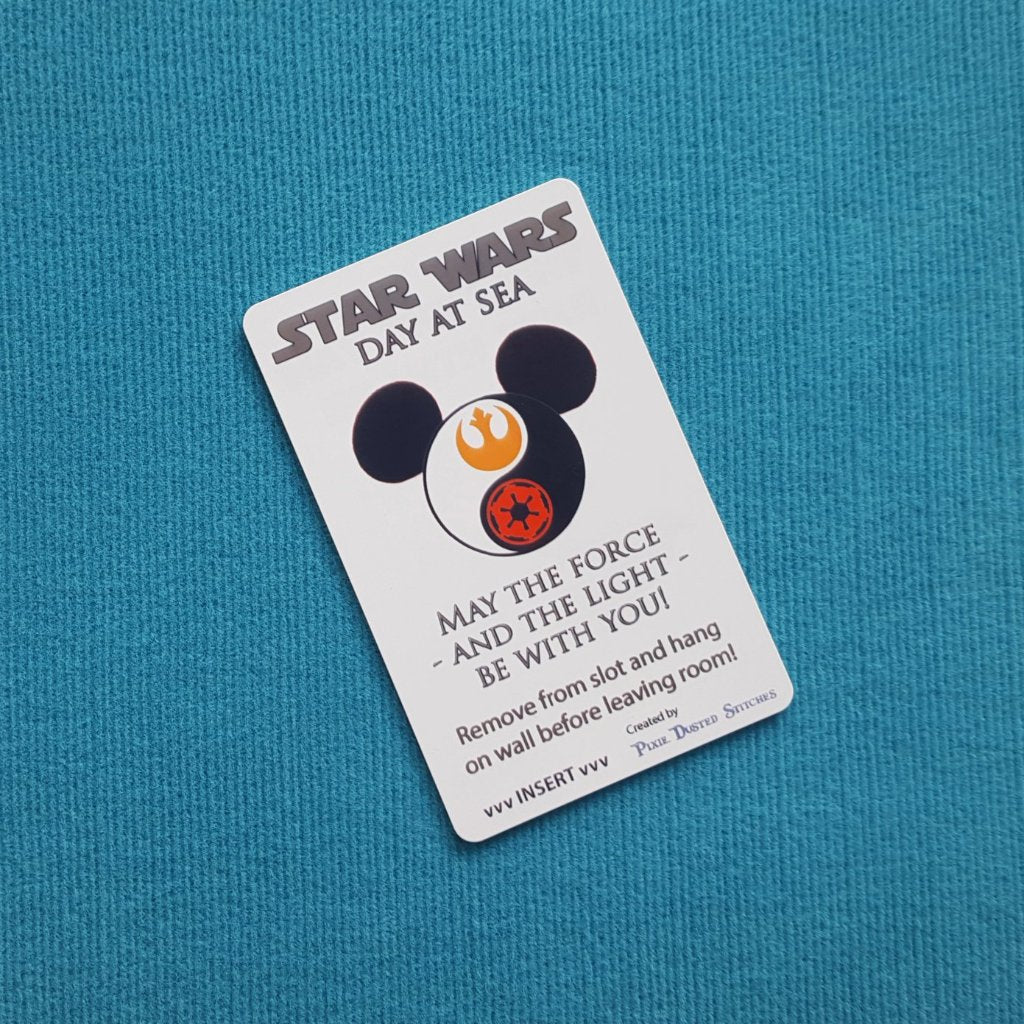 STAR WARS
DAY AT SEA
MAY THE FORCE
- AND THE LIGHT -
BE WITH YOU!
Remove from slot and hang
on wall before leaving room!
Created by
PIXIE DUSTED STITCHES
vvv INSERT vvv